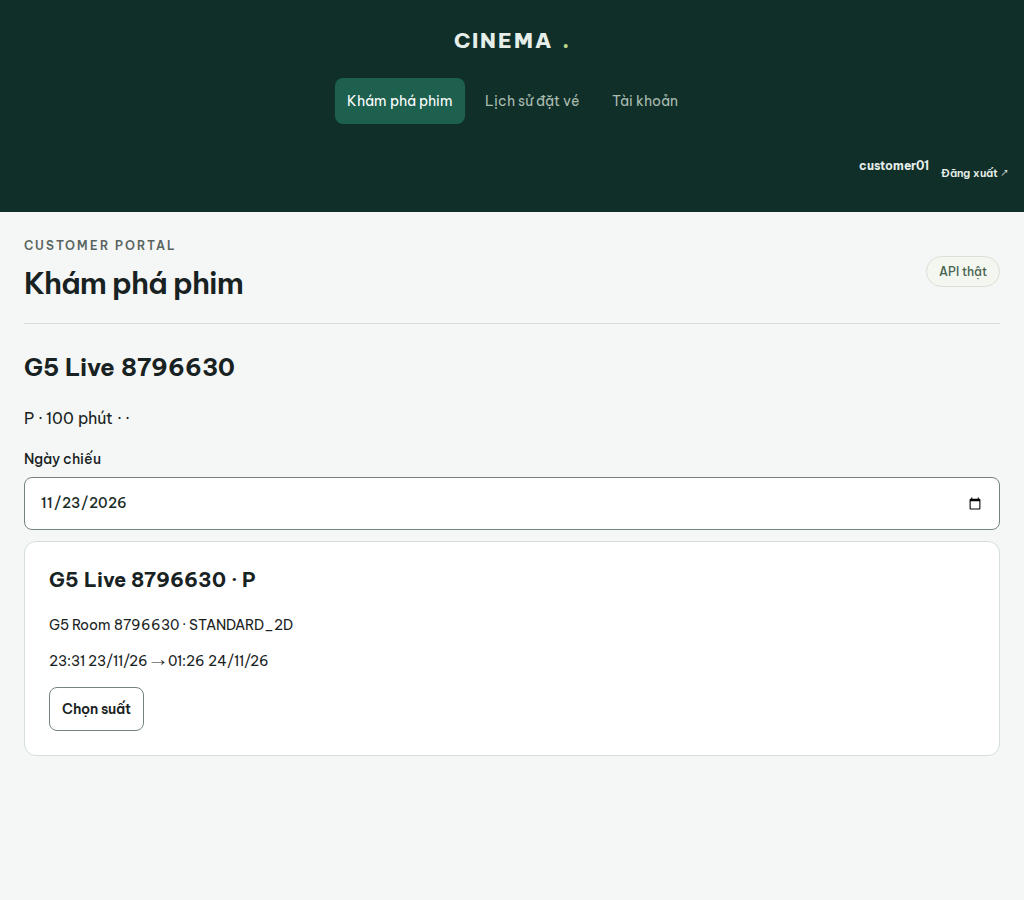 CINEMA .
Khám phá phim Lịch sử đặt vé Tài khoản
customer01 Đăng xuất ↗
CUSTOMER PORTAL
Khám phá phim
API thật
G5 Live 8796630
P · 100 phút · ·
Ngày chiếu
11/23/2026
G5 Live 8796630 · P
G5 Room 8796630 · STANDARD_2D
23:31 23/11/26 → 01:26 24/11/26
Chọn suất